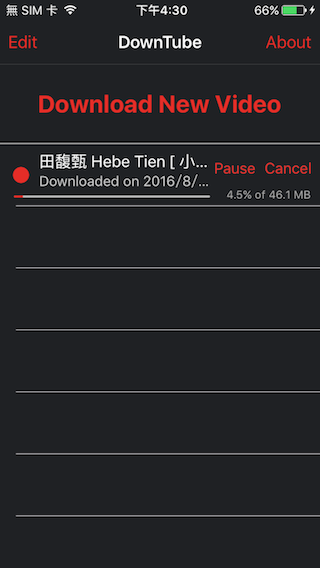 無 SIM 卡 下午4:30 66%
Edit DownTube About
Download New Video
田馥甄 Hebe Tien [ 小... Pause Cancel
Downloaded on 2016/8/...
4.5% of 46.1 MB